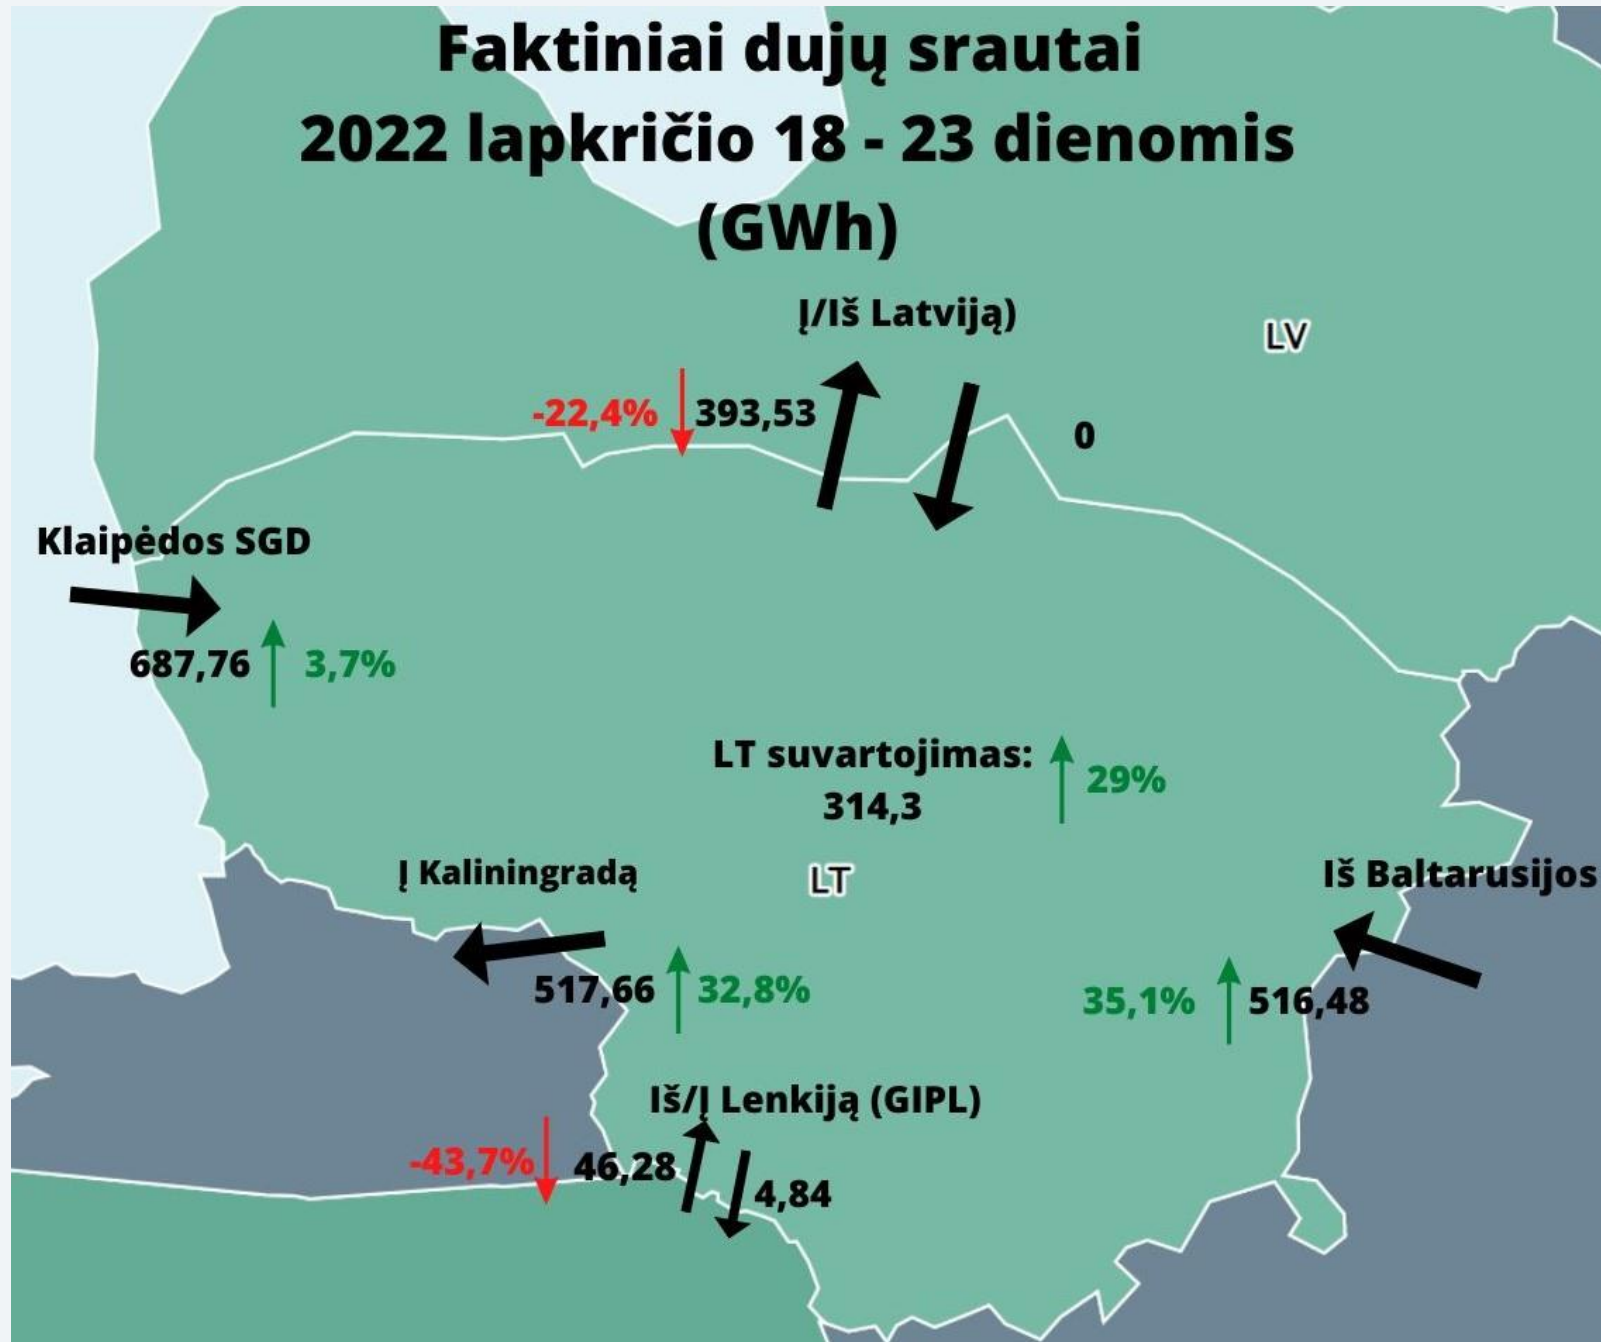 Faktiniai dujų srautai
2022 lapkričio 18 - 23 dienomis
(GWh)
Į/Iš Latviją)
LV
-22,4% 393,53
0
Klaipėdos SGD
687,76 3,7%
LT suvartojimas:
29%
314,3
Į Kaliningradą
LT
Iš Baltarusijos
517,66 32,8%
35,1% 516,48
Iš/Į Lenkiją (GIPL)
-43,7% 46,28
4,84